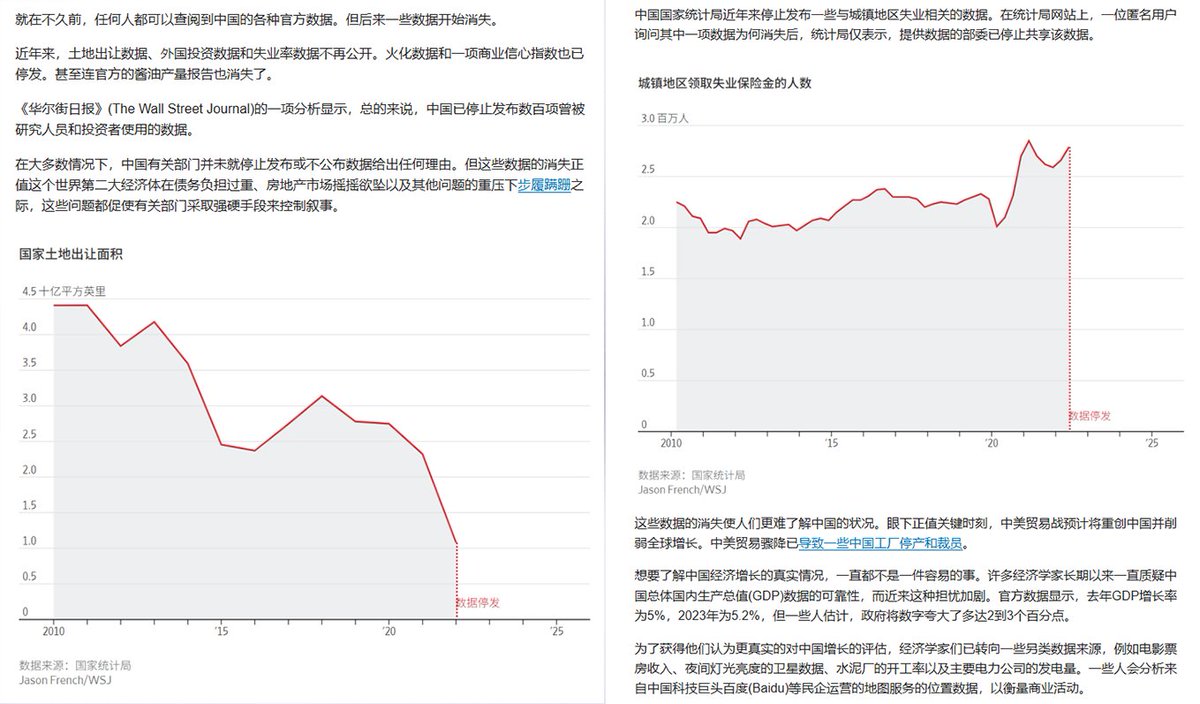 就在不久前，任何人都可以查阅到中国的各种官方数据。但后来一些数据开始消失。
近年来，土地出让数据、外国投资数据和失业率数据不再公开。火化数据和一项商业信心指数也已
停发。甚至连官方的酱油产量报告也消失了。
《华尔街日报》(The Wall Street Journal)的一项分析显示，总的来说，中国已停止发布数百项曾被
研究人员和投资者使用的数据。
在大多数情况下，中国有关部门并未就停止发布或不公布数据给出任何理由。但这些数据的消失正
值这个世界第二大经济体在债务负担过重、房地产市场摇摇欲坠以及其他问题的重压下步履蹒跚之
际，这些问题都促使有关部门采取强硬手段来控制叙事。
国家土地出让面积
4.5 十亿平方英里
4.0
3.5
3.0
2.5
2.0
1.5
1.0
0.5
0
数据停发
2010
'15
'20
'25
数据来源：国家统计局
Jason French/WSJ
中国国家统计局近年来停止发布一些与城镇地区失业相关的数据。在统计局网站上，一位匿名用户
询问其中一项数据为何消失后，统计局仅表示，提供数据的部委已停止共享该数据。
城镇地区领取失业保险金的人数
3.0 百万人
2.5
2.0
1.5
1.0
0.5
0
数据停发
2010
'15
'20
'25
数据来源：国家统计局
Jason French/WSJ
这些数据的消失使人们更难了解中国的状况。眼下正值关键时刻，中美贸易战预计将重创中国并削
弱全球增长。中美贸易骤降已导致一些中国工厂停产和裁员。
想要了解中国经济增长的真实情况，一直都不是一件容易的事。许多经济学家长期以来一直质疑中
国总体国内生产总值(GDP)数据的可靠性，而近来这种担忧加剧。官方数据显示，去年GDP增长率
为5%，2023年为5.2%，但一些人估计，政府将数字夸大了多达2到3个百分点。
为了获得他们认为更真实的对中国增长的评估，经济学家们已转向一些另类数据来源，例如电影票
房收入、夜间灯光亮度的卫星数据、水泥厂的开工率以及主要电力公司的发电量。一些人会分析来
自中国科技巨头百度(Baidu)等民企运营的地图服务的位置数据，以衡量商业活动。